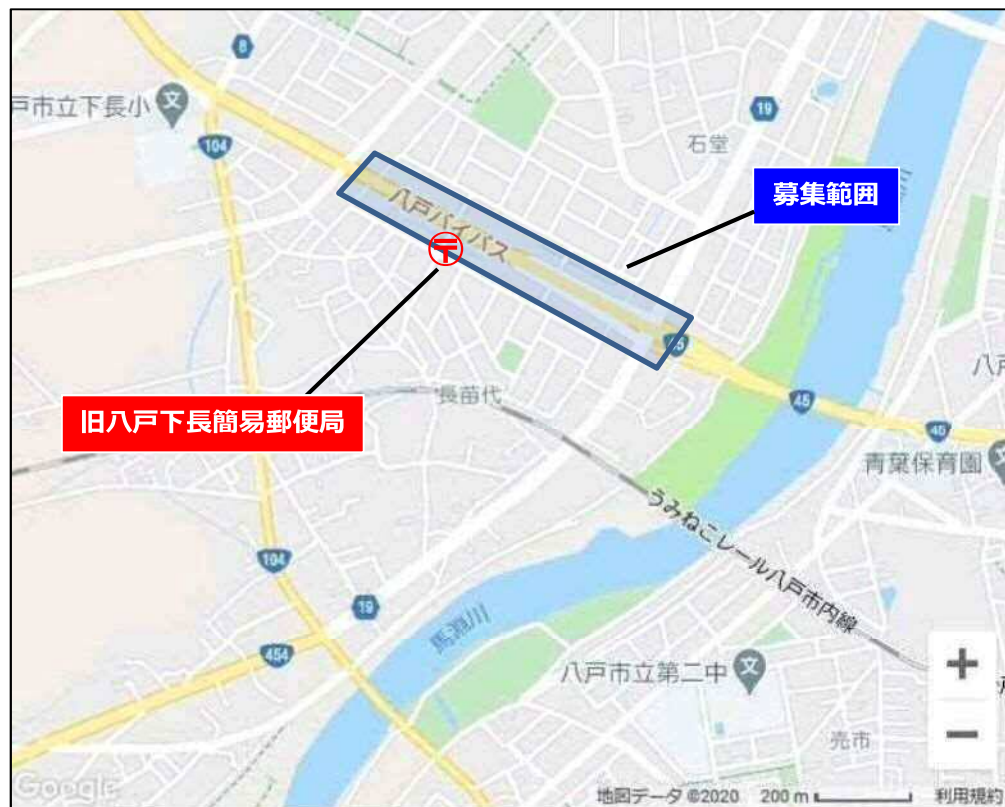 8
戸市立下長小
文
104
19
石堂
募集範囲
八戸バイパス
〒
45
旧八戸下長簡易郵便局
長苗代
45
45
青葉保育園
文
うみねこレール八戸市内線
104
19
馬淵川
454
八戸市立第二中
文
売市
+
−
Google
地図データ ©2020
200 m
利用規約